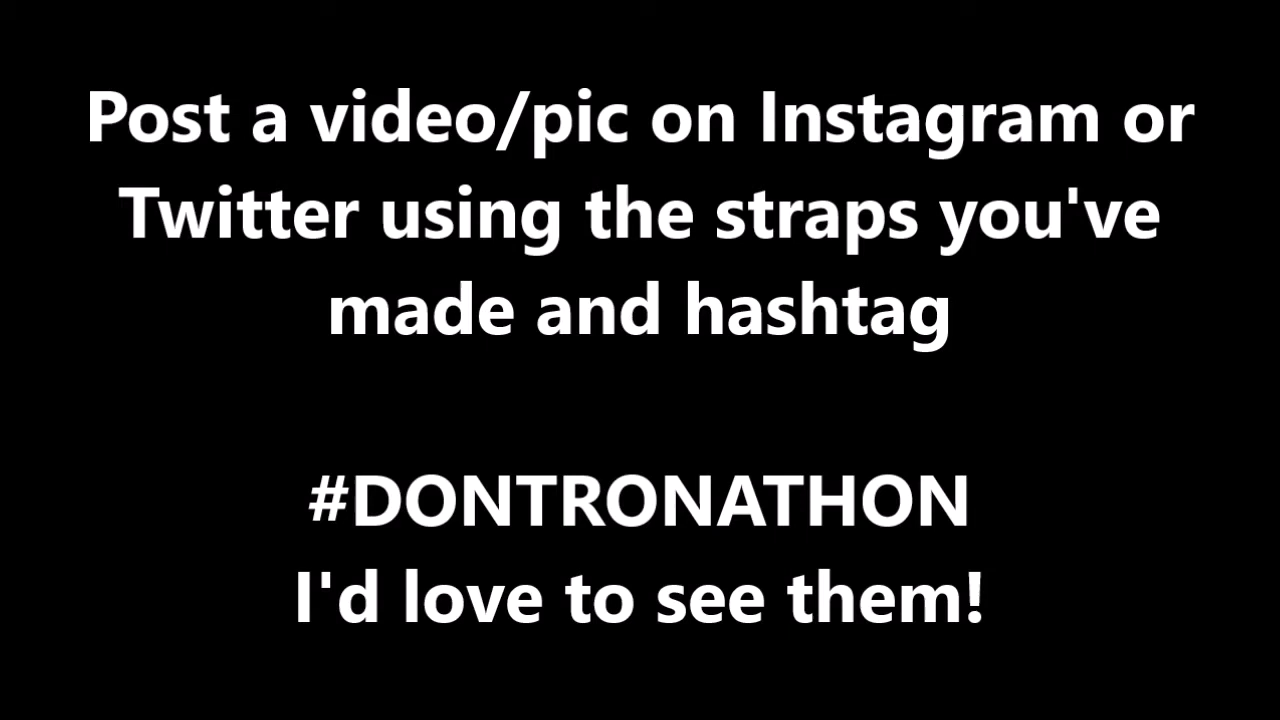 Post a video/pic on Instagram or
Twitter using the straps you've
made and hashtag
#DONTRONATHON
I'd love to see them!